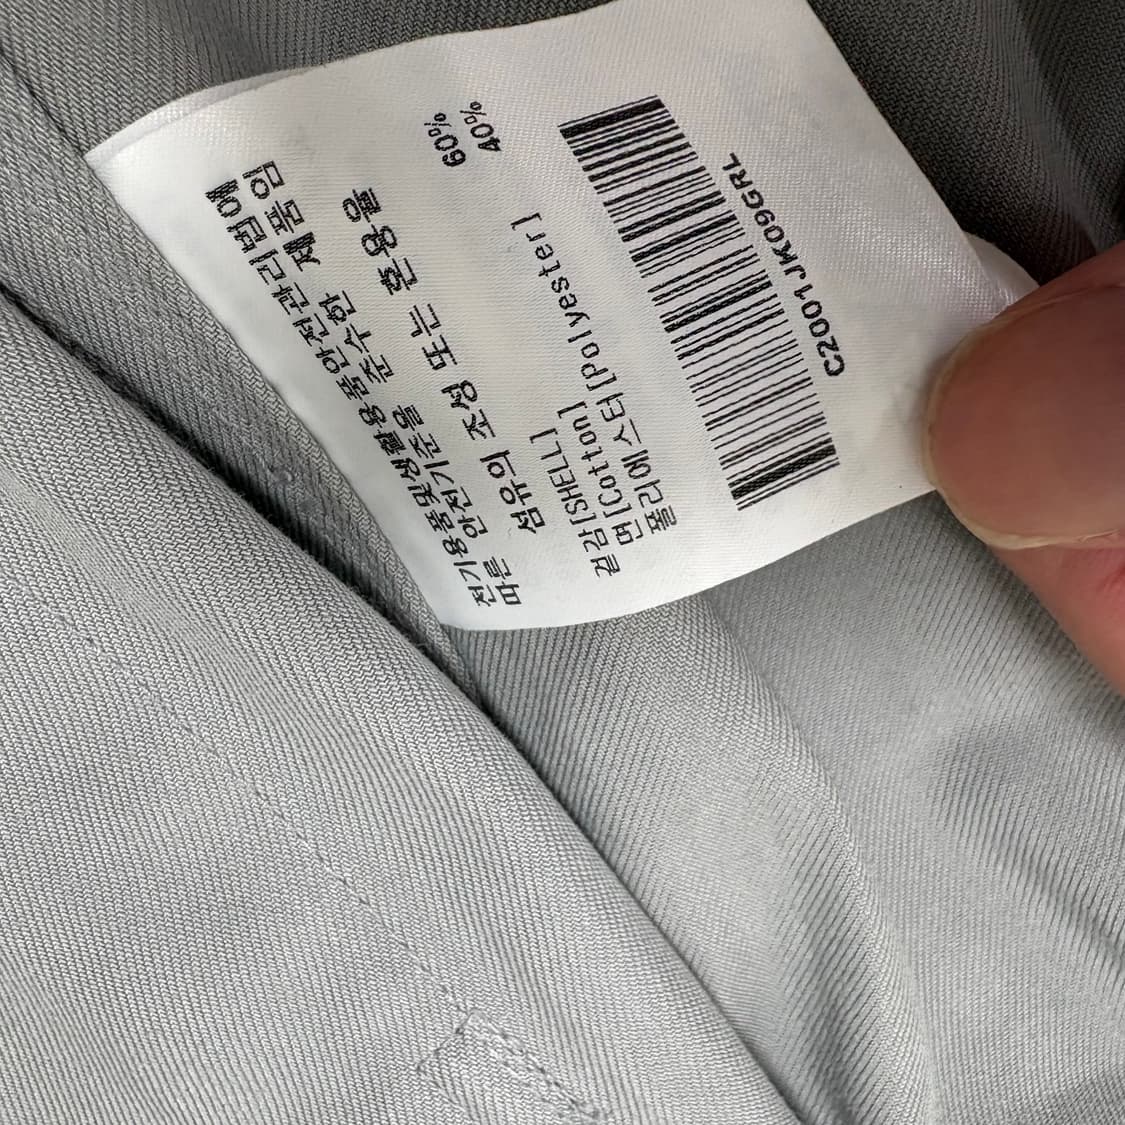 전기용품및생활용품안전관리법에
따른 안전기준을 준수한 제품임
섬유의 조성 또는 혼용율
겉감[SHELL]
면[Cotton] 60%
폴리에스터[Polyester] 40%
C20001JK09GRL